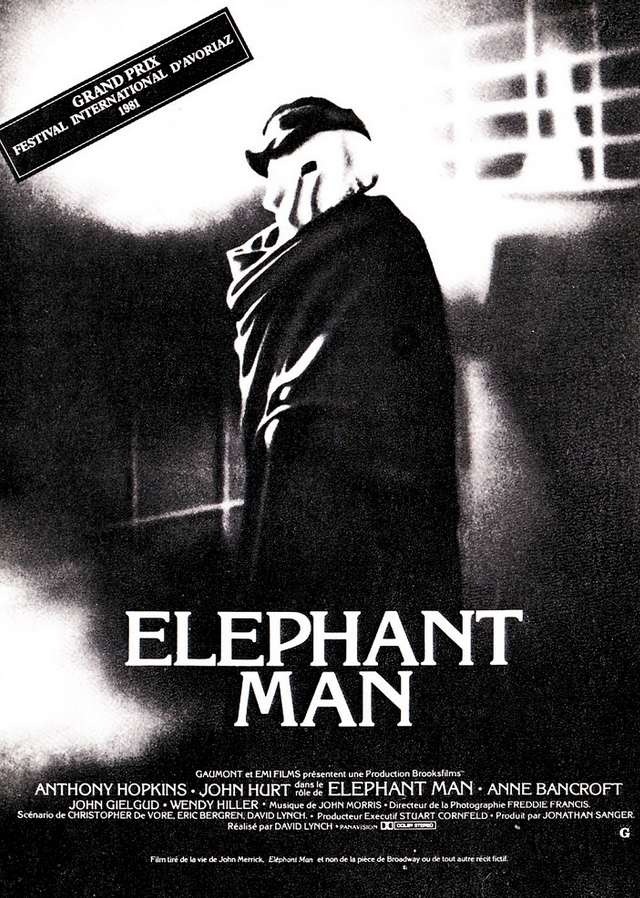 GRAND PRIX
FESTIVAL INTERNATIONAL D'AVORIAZ
1981
ELEPHANT
MAN
GAUMONT et EMI FILMS présentent une Production Brooksfilms
ANTHONY HOPKINS • JOHN HURT dans le rôle de ELEPHANT MAN • ANNE BANCROFT
JOHN GIELGUD • WENDY HILLER • Musique de JOHN MORRIS • Directeur de la Photographie FREDDIE FRANCIS.
Scénario de CHRISTOPHER De VORE, ERIC BERGREN, DAVID LYNCH. • Producteur Executif STUART CORNFELD • Produit par JONATHAN SANGER.
Réalisé par DAVID LYNCH • PANAVISION DOLBY STEREO
G
Film tiré de la vie de John Merrick, Eléphant Man et non de la pièce de Broadway ou de tout autre récit fictif.